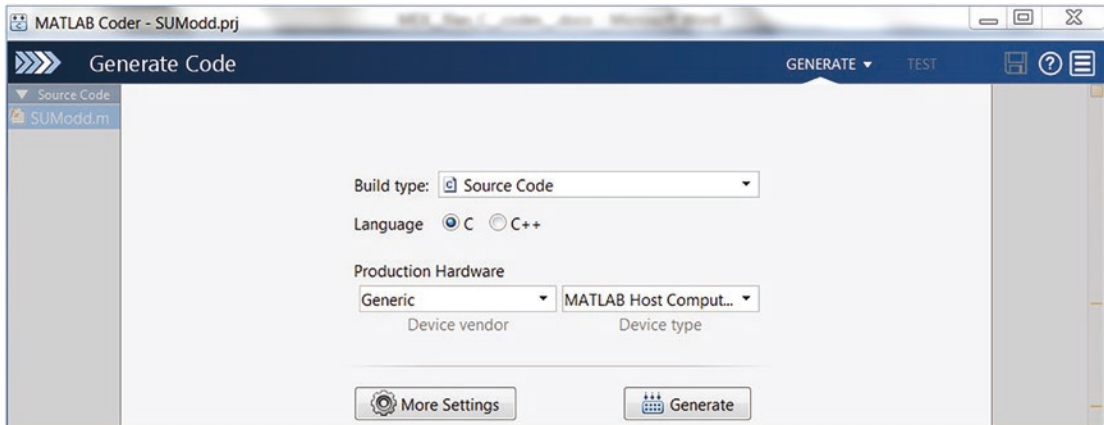 MATLAB Coder - SUModd.prj
Generate Code
GENERATE
TEST
Source Code
SUModd.m
Build type: Source Code
Language C C++
Production Hardware
Generic MATLAB Host Comput...
Device vendor Device type
More Settings Generate